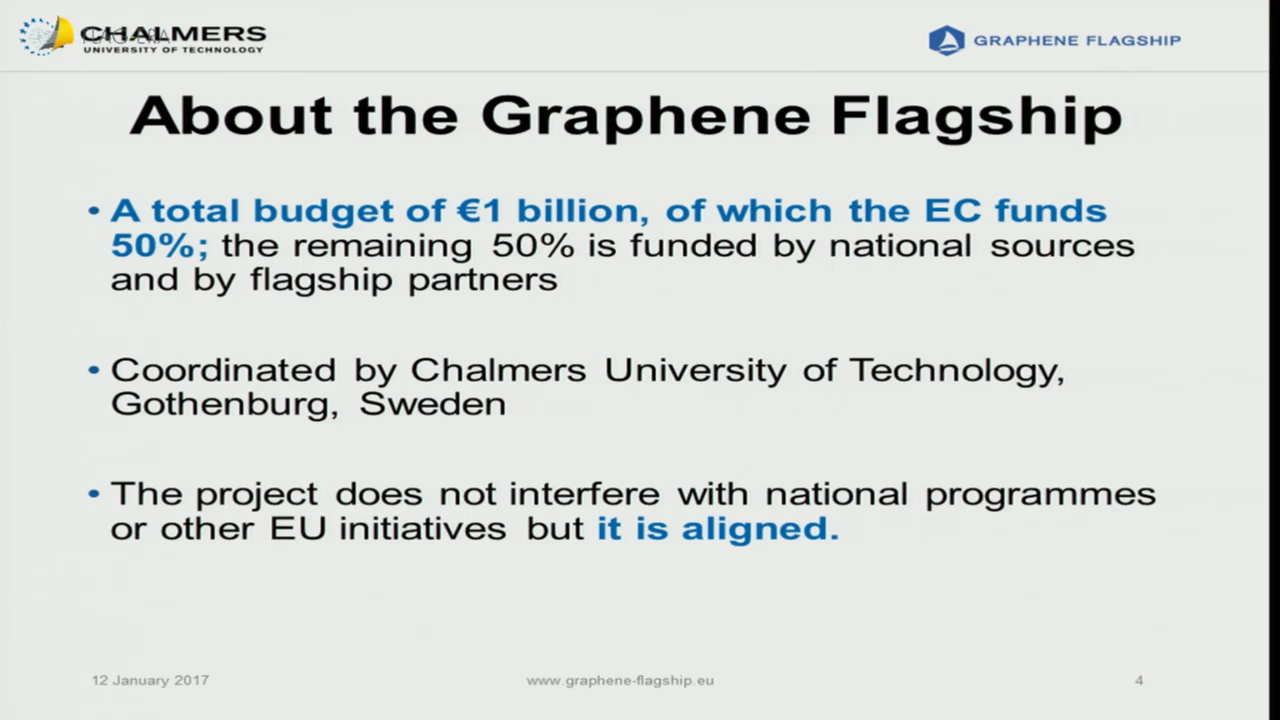 CHALMERS
FLAG-ERA
UNIVERSITY OF TECHNOLOGY
GRAPHENE FLAGSHIP
About the Graphene Flagship
• A total budget of €1 billion, of which the EC funds
50%; the remaining 50% is funded by national sources
and by flagship partners
• Coordinated by Chalmers University of Technology,
Gothenburg, Sweden
• The project does not interfere with national programmes
or other EU initiatives but it is aligned.
12 January 2017
www.graphene-flagship.eu
4